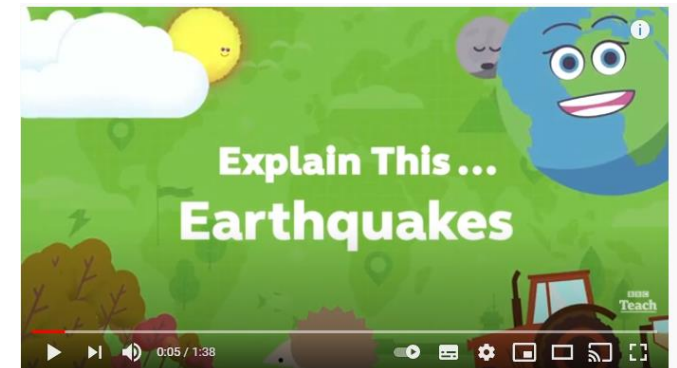 i
Explain This ...
Earthquakes
BBC
Teach
0:05 / 1:38